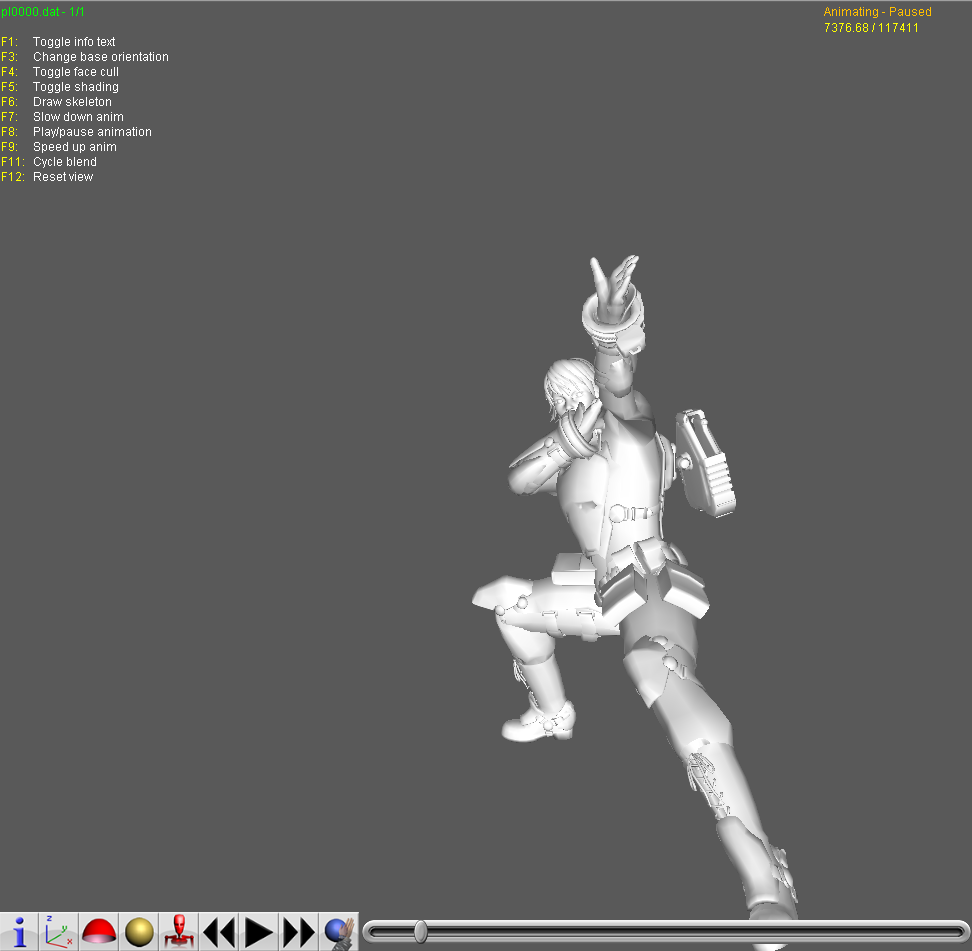 pl0000.dat - 1/1
Animating - Paused
7376.68 / 117411
F1: Toggle info text
F3: Change base orientation
F4: Toggle face cull
F5: Toggle shading
F6: Draw skeleton
F7: Slow down anim
F8: Play/pause animation
F9: Speed up anim
F11: Cycle blend
F12: Reset view
i
z
y
x